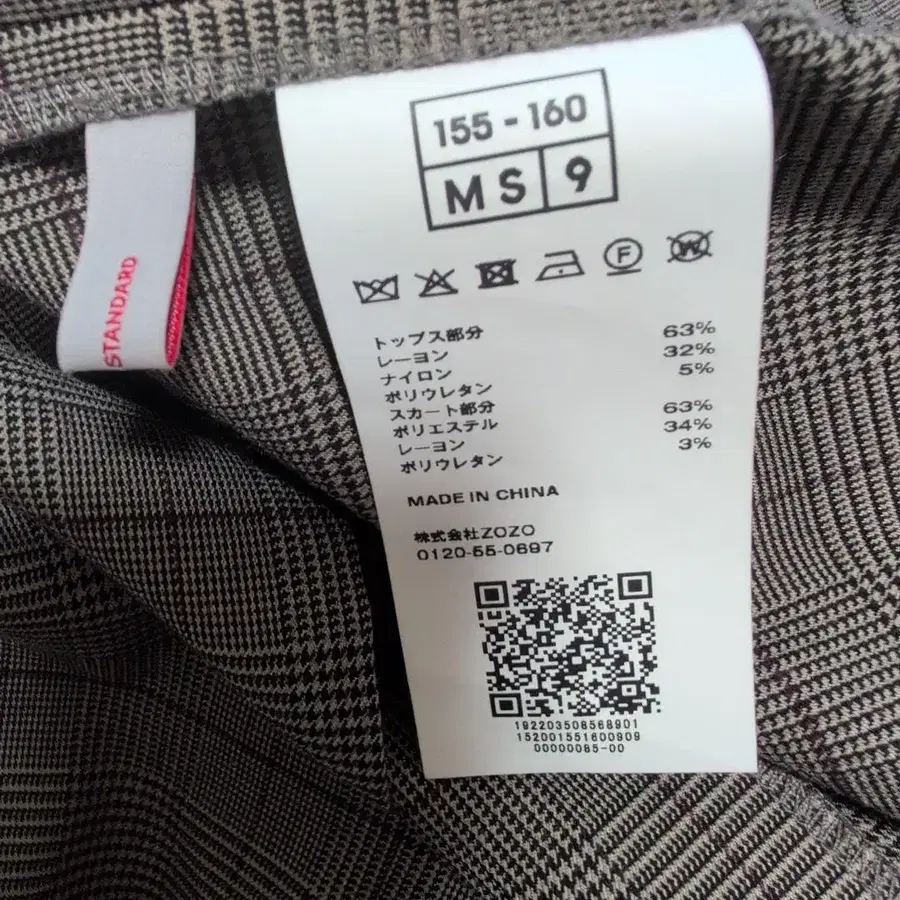 155 - 160
MS 9
STANDARD
F
W
トップス部分
レーヨン 63%
ナイロン 32%
ポリウレタン 5%
スカート部分
ポリエステル 63%
レーヨン 34%
ポリウレタン 3%
MADE IN CHINA
株式会社ZOZO
0120-55-0697
192203508568901
152001551600909
00000085-00